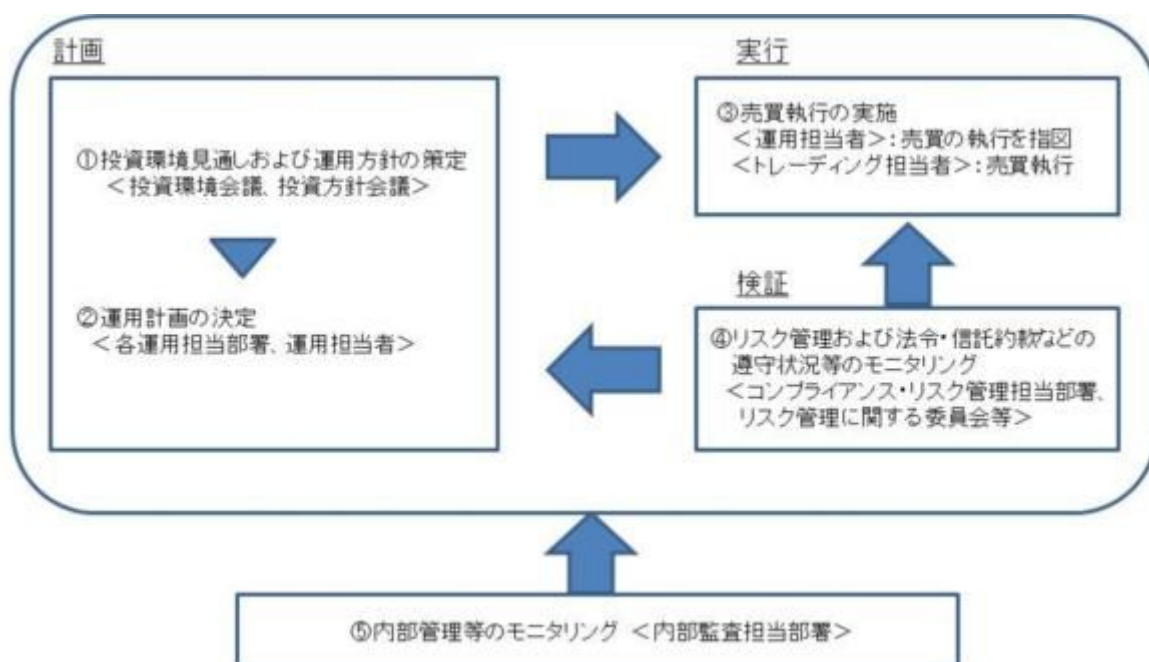 計画
①投資環境見通しおよび運用方針の策定
＜投資環境会議、投資方針会議＞
②運用計画の決定
＜各運用担当部署、運用担当者＞
実行
③売買執行の実施
＜運用担当者＞：売買の執行を指図
＜トレーディング担当者＞：売買執行
検証
④リスク管理および法令・信託約款などの
遵守状況等のモニタリング
＜コンプライアンス・リスク管理担当部署、
リスク管理に関する委員会等＞
⑤内部管理等のモニタリング ＜内部監査担当部署＞